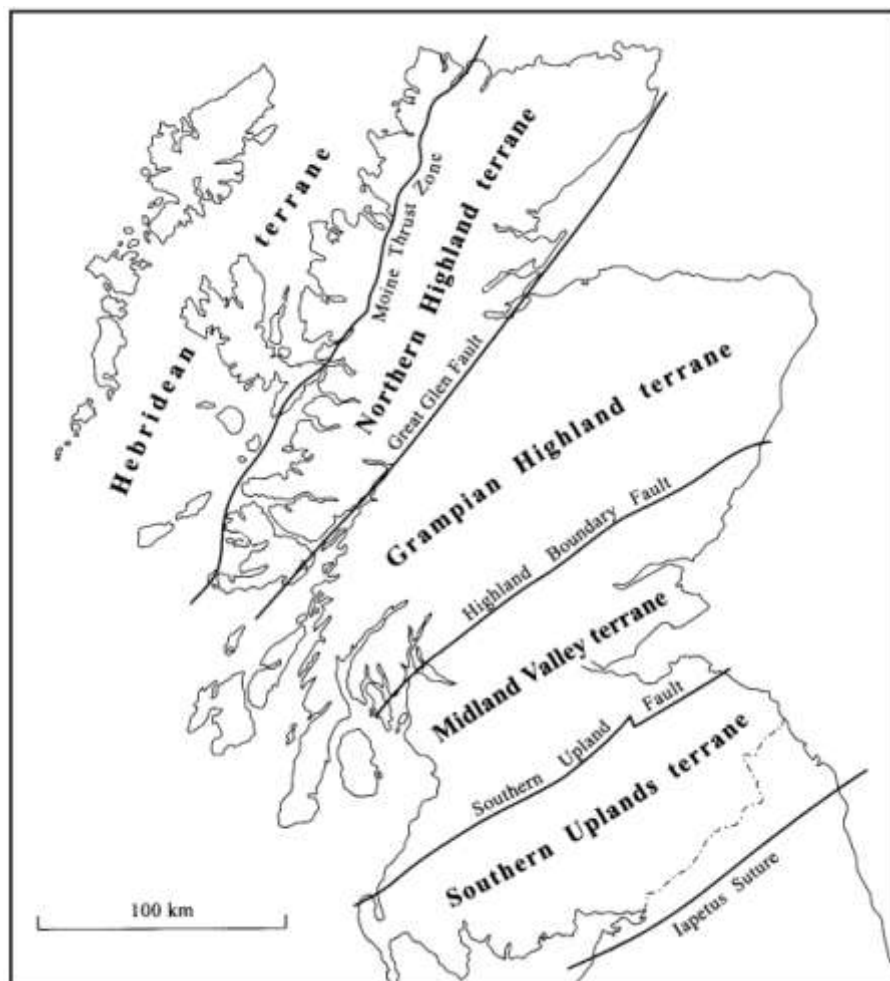 Hebridean terrane
Moine Thrust Zone
Northern Highland terrane
Great Glen Fault
Grampian Highland terrane
Highland Boundary Fault
Midland Valley terrane
Southern Upland Fault
Southern Uplands terrane
Iapetus Suture
100 km